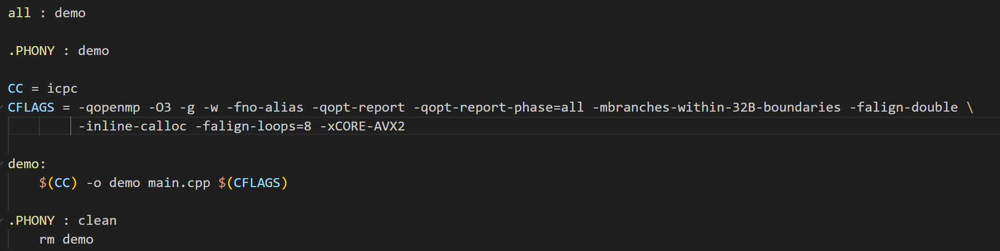 all : demo
.PHONY : demo
CC = icpc
CFLAGS = -qopenmp -O3 -g -w -fno-alias -qopt-report -qopt-report-phase=all -mbranches-within-32B-boundaries -falign-double \
-inline-calloc -falign-loops=8 -xCORE-AVX2
demo:
$(CC) -o demo main.cpp $(CFLAGS)
.PHONY : clean
rm demo